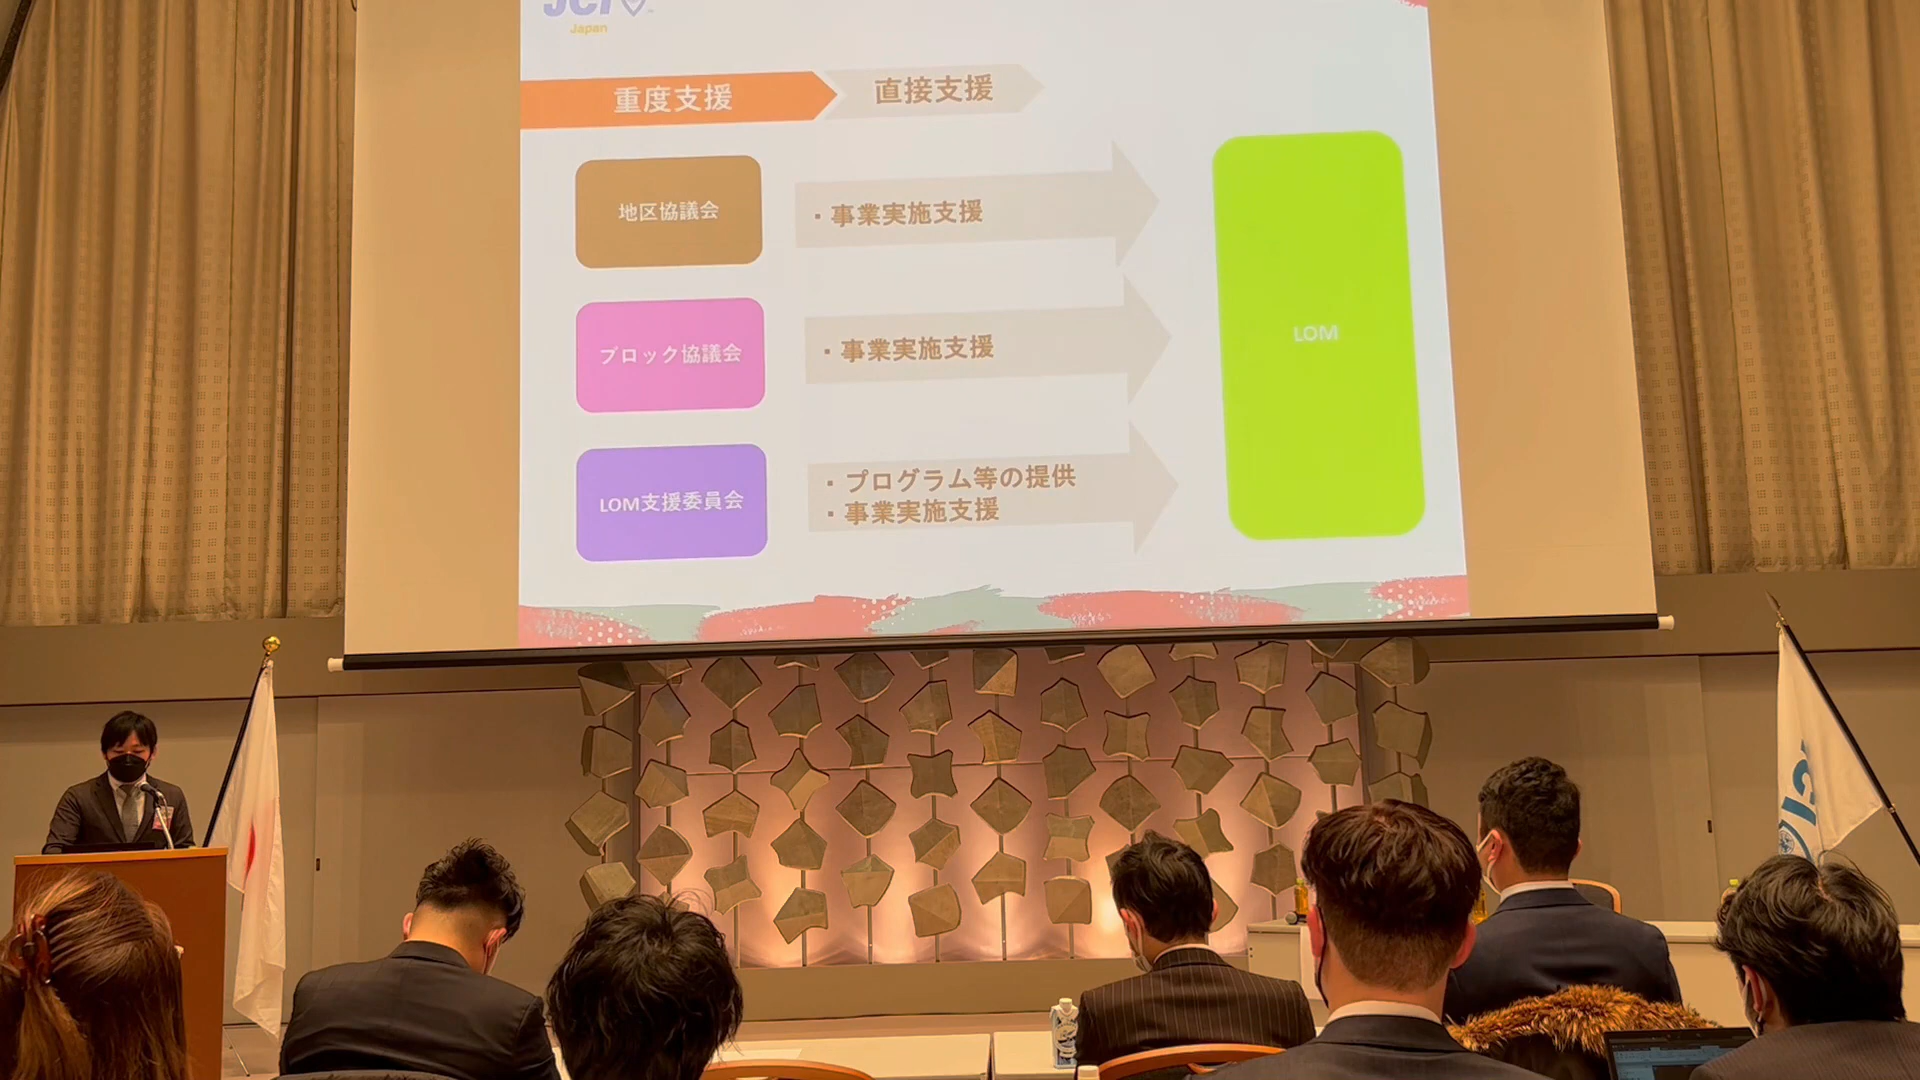 JCI
Japan
重度支援
直接支援
地区協議会
・事業実施支援
ブロック協議会
・事業実施支援
LOM
LOM支援委員会
・プログラム等の提供
・事業実施支援